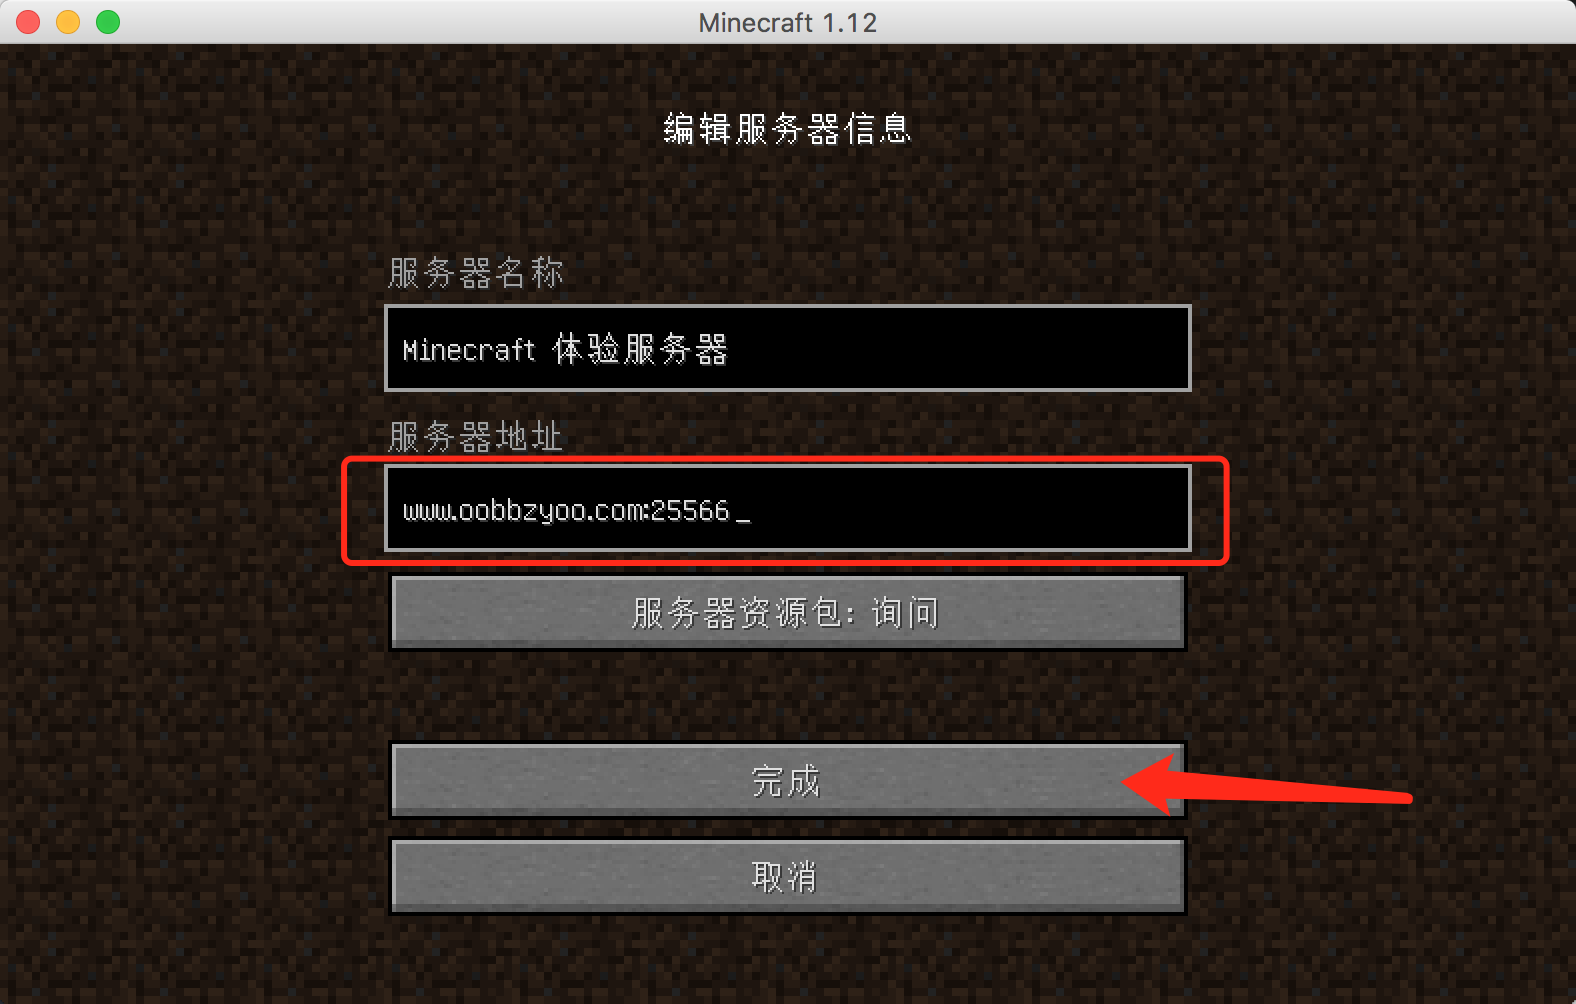 Minecraft 1.12
编辑服务器信息
服务器名称
Minecraft 体验服务器
服务器地址
www.oobbzyoo.com:25566_
服务器资源包: 询问
完成
取消